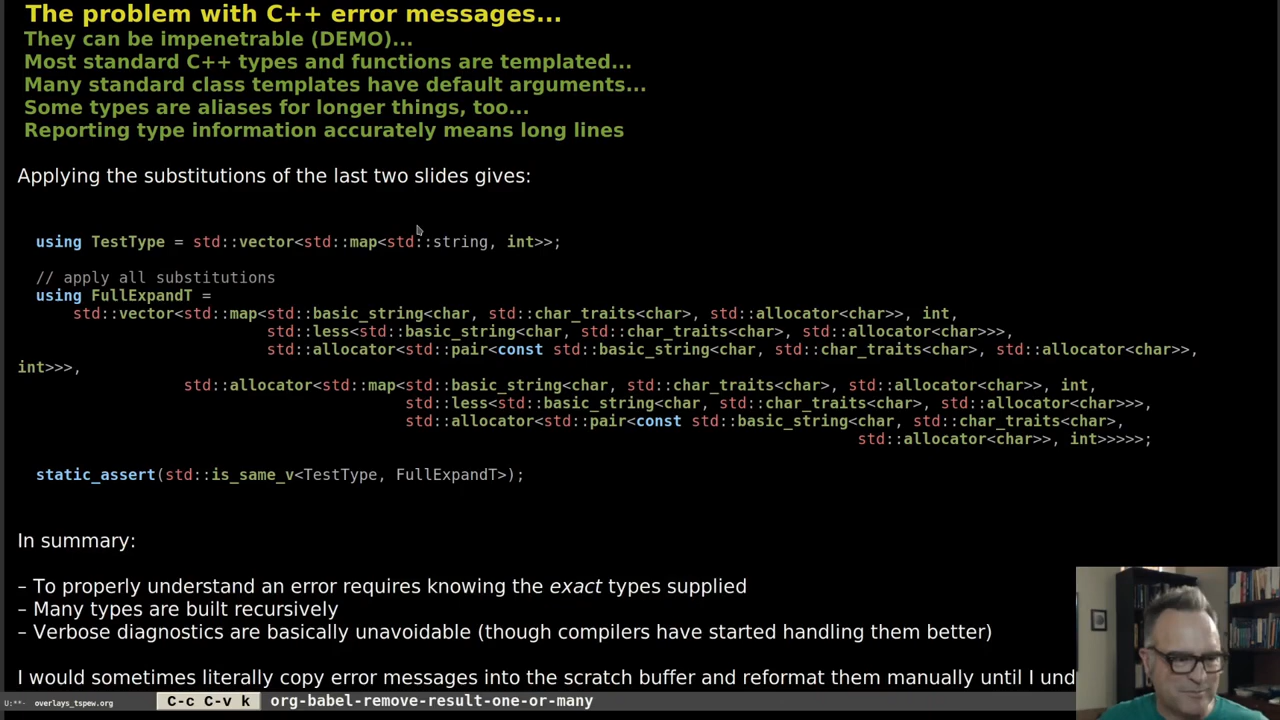 The problem with C++ error messages...
They can be impenetrable (DEMO)...
Most standard C++ types and functions are templated...
Many standard class templates have default arguments...
Some types are aliases for longer things, too...
Reporting type information accurately means long lines
Applying the substitutions of the last two slides gives:
using TestType = std::vector<std::map<std::string, int>>;
// apply all substitutions
using FullExpandT =
std::vector<std::map<std::basic_string<char, std::char_traits<char>, std::allocator<char>>, int,
std::less<std::basic_string<char, std::char_traits<char>, std::allocator<char>>>,
std::allocator<std::pair<const std::basic_string<char, std::char_traits<char>, std::allocator<char>>,
int>>>,
std::allocator<std::map<std::basic_string<char, std::char_traits<char>, std::allocator<char>>, int,
std::less<std::basic_string<char, std::char_traits<char>, std::allocator<char>>>,
std::allocator<std::pair<const std::basic_string<char, std::char_traits<char>,
std::allocator<char>>, int>>>>>;
static_assert(std::is_same_v<TestType, FullExpandT>);
In summary:
– To properly understand an error requires knowing the exact types supplied
– Many types are built recursively
– Verbose diagnostics are basically unavoidable (though compilers have started handling them better)
I would sometimes literally copy error messages into the scratch buffer and reformat them manually until I und
U:**- overlays_tspew.org C-c C-v k org-babel-remove-result-one-or-many